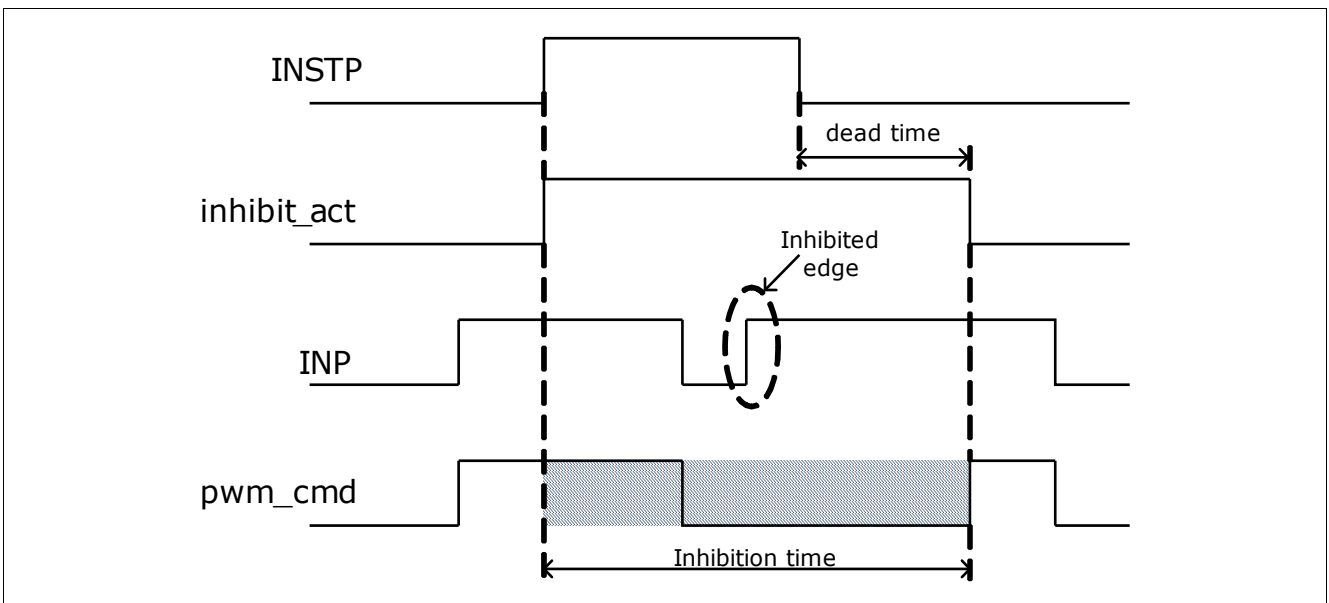 INSTP
dead time
inhibit_act
Inhibited
edge
INP
pwm_cmd
Inhibition time